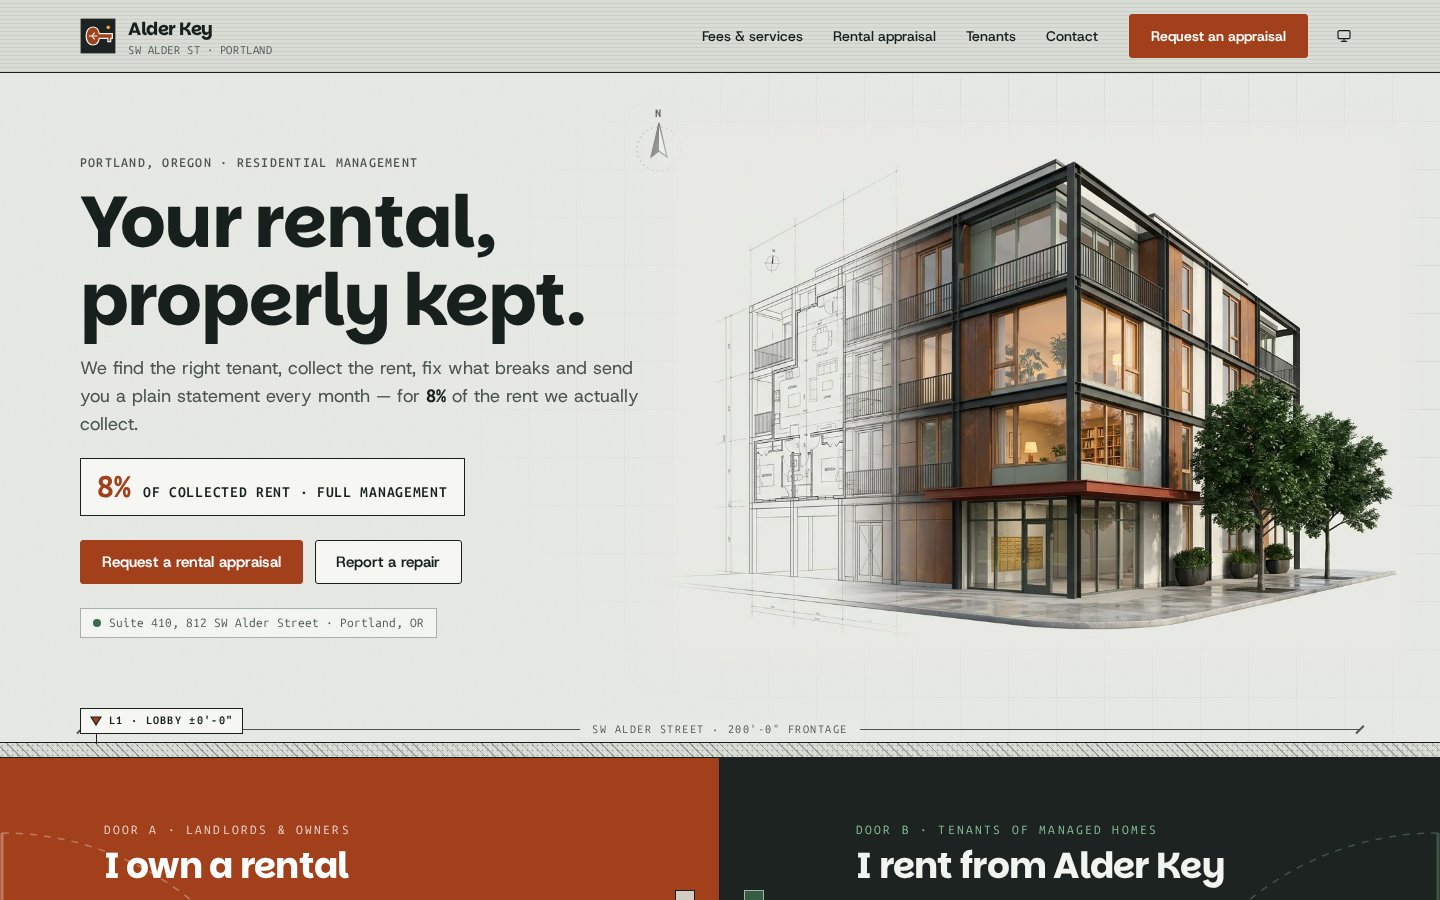 Alder Key
SW ALDER ST · PORTLAND
Fees & services
Rental appraisal
Tenants
Contact
Request an appraisal
N
PORTLAND, OREGON · RESIDENTIAL MANAGEMENT
Your rental,
properly kept.
We find the right tenant, collect the rent, fix what breaks and send
you a plain statement every month — for 8% of the rent we actually
collect.
8% OF COLLECTED RENT · FULL MANAGEMENT
Request a rental appraisal
Report a repair
Suite 410, 812 SW Alder Street · Portland, OR
L1 · LOBBY ±0'-0"
SW ALDER STREET · 200'-0" FRONTAGE
DOOR A · LANDLORDS & OWNERS
I own a rental
DOOR B · TENANTS OF MANAGED HOMES
I rent from Alder Key